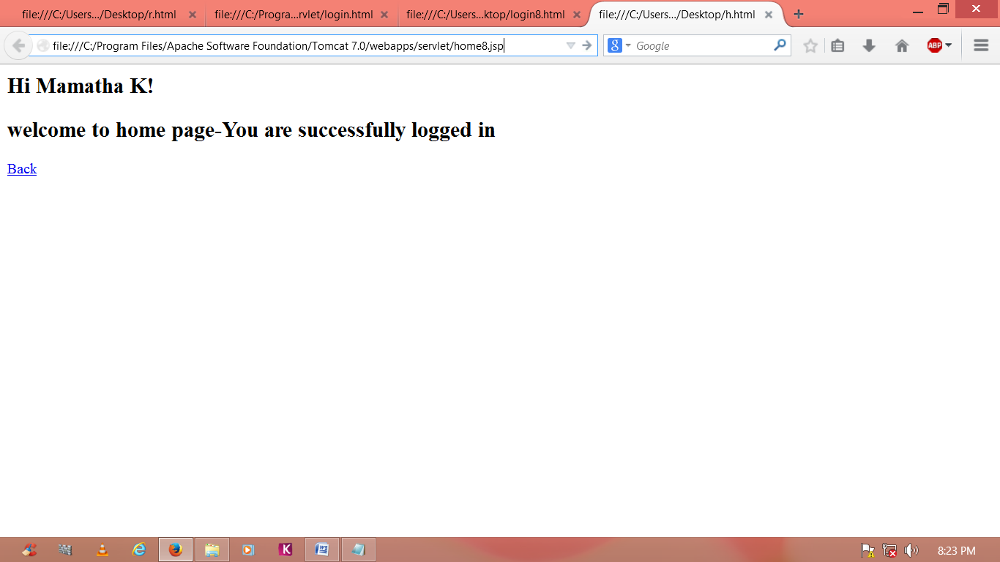 file:///C:/Users.../Desktop/r.html
file:///C:/Progra...rvlet/login.html
file:///C:/Users...ktop/login8.html
file:///C:/Users.../Desktop/h.html
file:///C:/Program Files/Apache Software Foundation/Tomcat 7.0/webapps/servlet/home8.jsp
8
Google
ABP
Hi Mamatha K!
welcome to home page-You are successfully logged in
Back
K
W
8:23 PM